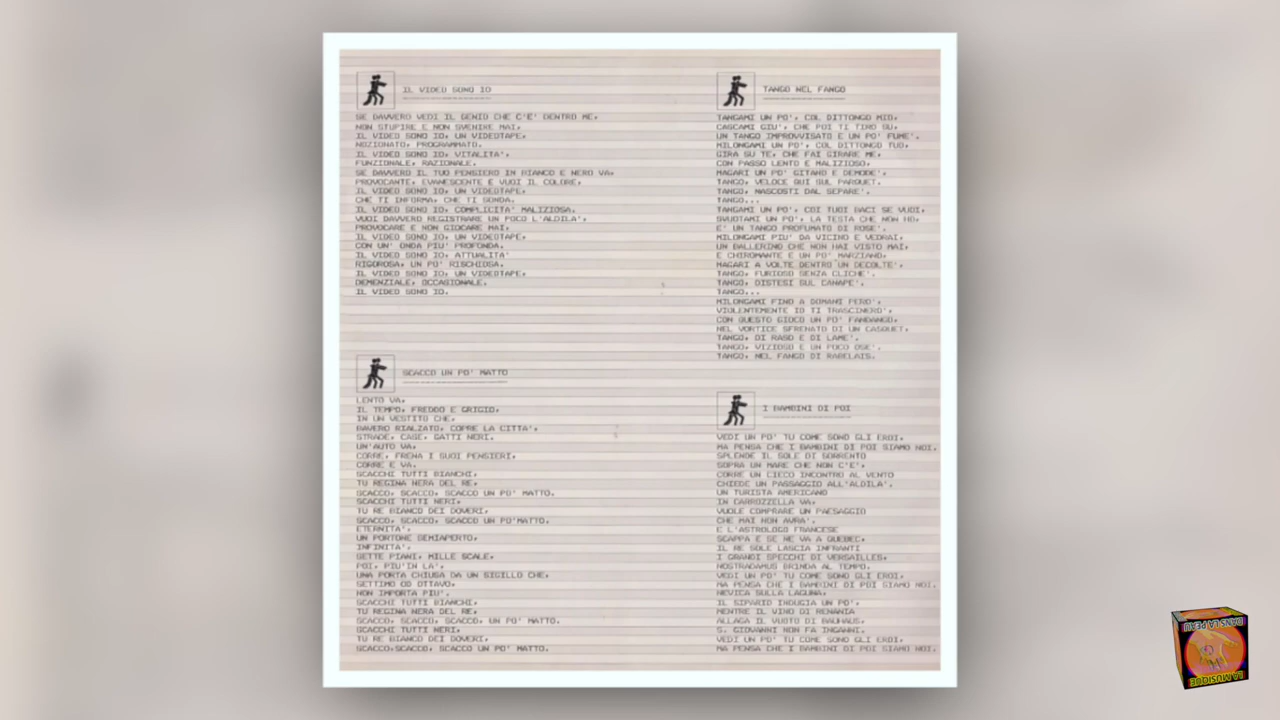 IL VIDEO SONO IO
SE DAVVERO VEDI IL GENIO CHE C'E' DENTRO ME,
NON STUPIRE E NON SVENIRE MAI,
IL VIDEO SONO IO, UN VIDEOTAPE,
NOZIONATO, PROGRAMMATO.
IL VIDEO SONO IO, VITALITA',
FUNZIONALE, RAZIONALE.
SE DAVVERO IL TUO PENSIERO IN BIANCO E NERO VA,
PROVOCANTE, EVANESCENTE E VUOI IL COLORE,
IL VIDEO SONO IO, UN VIDEOTAPE,
CHE TI INFORMA, CHE TI SONDA.
IL VIDEO SONO IO, COMPLICITA' MALIZIOSA.
VUOI DAVVERO REGISTRARE UN POCO L'ALDILA',
PROVOCARE E NON GIOCARE MAI,
IL VIDEO SONO IO, UN VIDEOTAPE,
CON UN' ONDA PIU' PROFONDA.
IL VIDEO SONO IO, ATTUALITA'
RIGOROSA, UN PO' RISCHIOSA.
IL VIDEO SONO IO, UN VIDEOTAPE,
DEMENZIALE, OCCASIONALE.
IL VIDEO SONO IO.
SCACCO UN PO' MATTO
LENTO VA,
IL TEMPO, FREDDO E GRIGIO,
IN UN VESTITO CHE,
BAVERO RIALZATO, COPRE LA CITTA',
STRADE, CASE, GATTI NERI.
UN'AUTO VA,
CORRE, FRENA I SUOI PENSIERI,
CORRE E VA.
SCACCHI TUTTI BIANCHI,
TU REGINA NERA DEL RE,
SCACCO, SCACCO, SCACCO UN PO' MATTO.
SCACCHI TUTTI NERI,
TU RE BIANCO DEI DOVERI,
SCACCO, SCACCO, SCACCO UN PO'MATTO.
ETERNITA',
UN PORTONE SEMIAPERTO,
INFINITA',
SETTE PIANI, MILLE SCALE,
POI, PIU'IN LA',
UNA PORTA CHIUSA DA UN SIGILLO CHE,
SETTIMO OD OTTAVO,
NON IMPORTA PIU'.
SCACCHI TUTTI BIANCHI,
TU REGINA NERA DEL RE,
SCACCO, SCACCO, SCACCO, UN PO' MATTO.
SCACCHI TUTTI NERI,
TU RE BIANCO DEI DOVERI,
SCACCO,SCACCO, SCACCO UN PO' MATTO.
TANGO NEL FANGO
TANGAMI UN PO', COL DITTONGO MIO,
CASCAMI GIU', CHE POI TI TIRO SU,
UN TANGO IMPROVVISATO E UN PO' FUME'.
MILONGAMI UN PO', COL DITTONGO TUO,
GIRA SU TE, CHE FAI GIRARE ME,
CON PASSO LENTO E MALIZIOSO,
MAGARI UN PO' GITANO E DEMODE',
TANGO, VELOCE QUI SUL PARQUET.
TANGO, NASCOSTI DAL SEPARE'.
TANGO...
TANGAMI UN PO', COI TUOI BACI SE VUOI,
SVUOTAMI UN PO', LA TESTA CHE NON HO,
E' UN TANGO PROFUMATO DI ROSE'.
MILONGAMI PIU' DA VICINO E VEDRAI,
UN BALLERINO CHE NON HAI VISTO MAI,
E CHIROMANTE E UN PO' MARZIANO,
MAGARI A VOLTE DENTRO UN DECOLTE',
TANGO, FURIOSO SENZA CLICHE'.
TANGO, DISTESI SUL CANAPE'.
TANGO...
MILONGAMI FINO A DOMANI PERO',
VIOLENTEMENTE IO TI TRASCINERO',
CON QUESTO GIOCO UN PO' FANDANGO,
NEL VORTICE SFRENATO DI UN CASQUET,
TANGO, DI RASO E DI LAME'.
TANGO, VIZIOSO E UN POCO OSE'.
TANGO, NEL FANGO DI RABELAIS.
I BAMBINI DI POI
VEDI UN PO' TU COME SONO GLI EROI,
MA PENSA CHE I BAMBINI DI POI SIAMO NOI.
SPLENDE IL SOLE DI SORRENTO
SOPRA UN MARE CHE NON C'E',
CORRE UN CIECO INCONTRO AL VENTO
CHIEDE UN PASSAGGIO ALL'ALDILA'.
UN TURISTA AMERICANO
IN CARROZZELLA VA,
VUOLE COMPRARE UN PAESAGGIO
CHE MAI NON AVRA'.
E L'ASTROLOGO FRANCESE
SCAPPA E SE NE VA A QUEBEC,
IL RE SOLE LASCIA INFRANTI
I GRANDI SPECCHI DI VERSAILLES,
NOSTRADAMUS BRINDA AL TEMPO.
VEDI UN PO' TU COME SONO GLI EROI,
MA PENSA CHE I BAMBINI DI POI SIAMO NOI.
NEVICA SULLA LAGUNA,
IL SIPARIO INDUGIA UN PO',
MENTRE IL VINO DI RENANIA
ALLAGA IL VUOTO DI BAUHAUS,
S. GIOVANNI NON FA INGANNI.
VEDI UN PO' TU COME SONO GLI EROI,
MA PENSA CHE I BAMBINI DI POI SIAMO NOI.
DANS LA PEAU
LA MUSIQUE